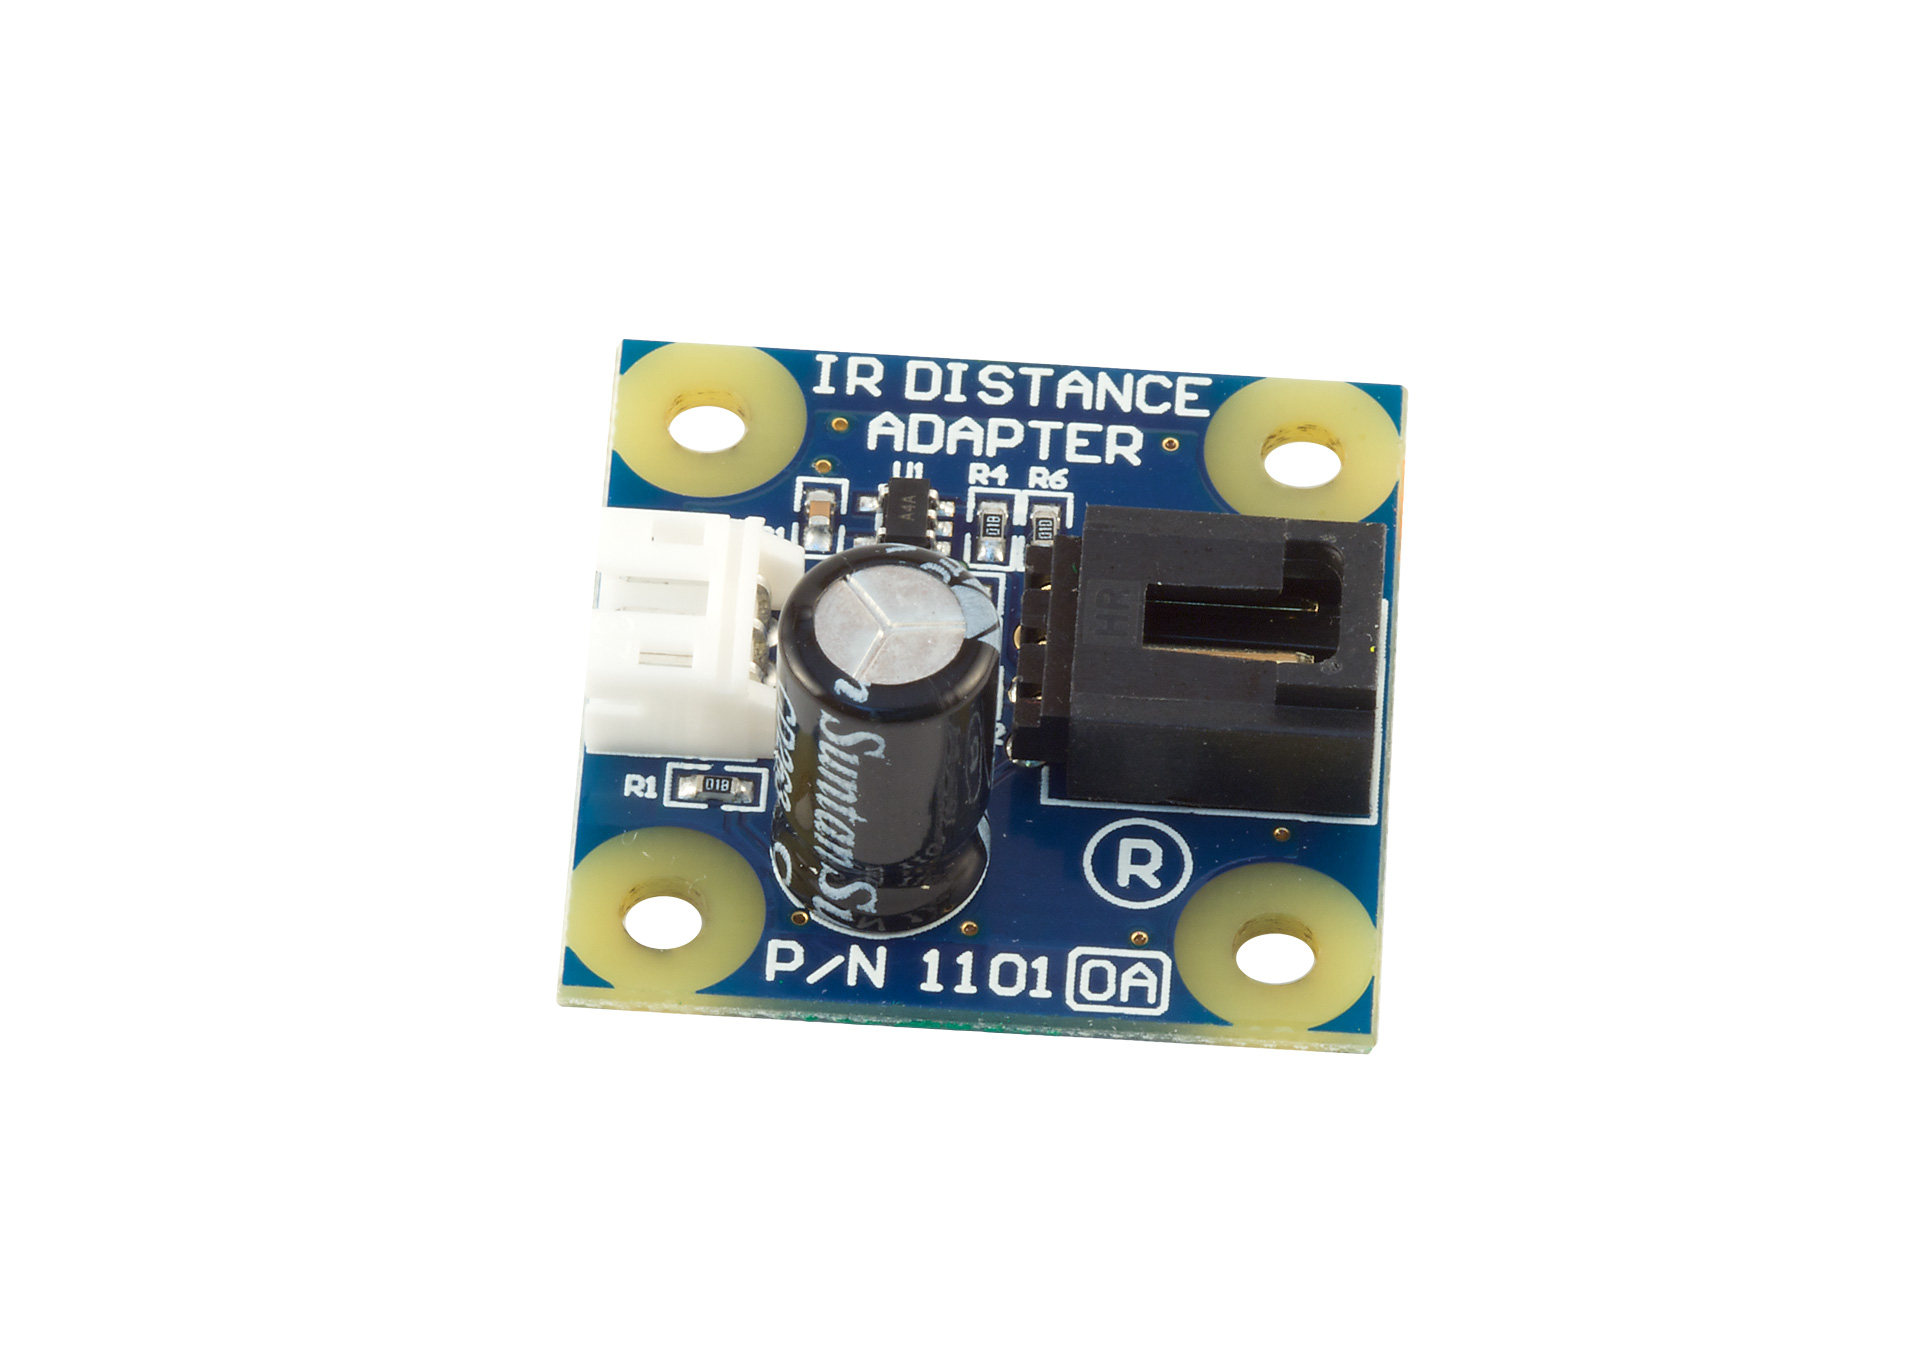 IR DISTANCE
ADAPTER
U1
R4
R6
A4A
01B
01D
HR
R1
01B
Suntan
®
P/N 1101 0A